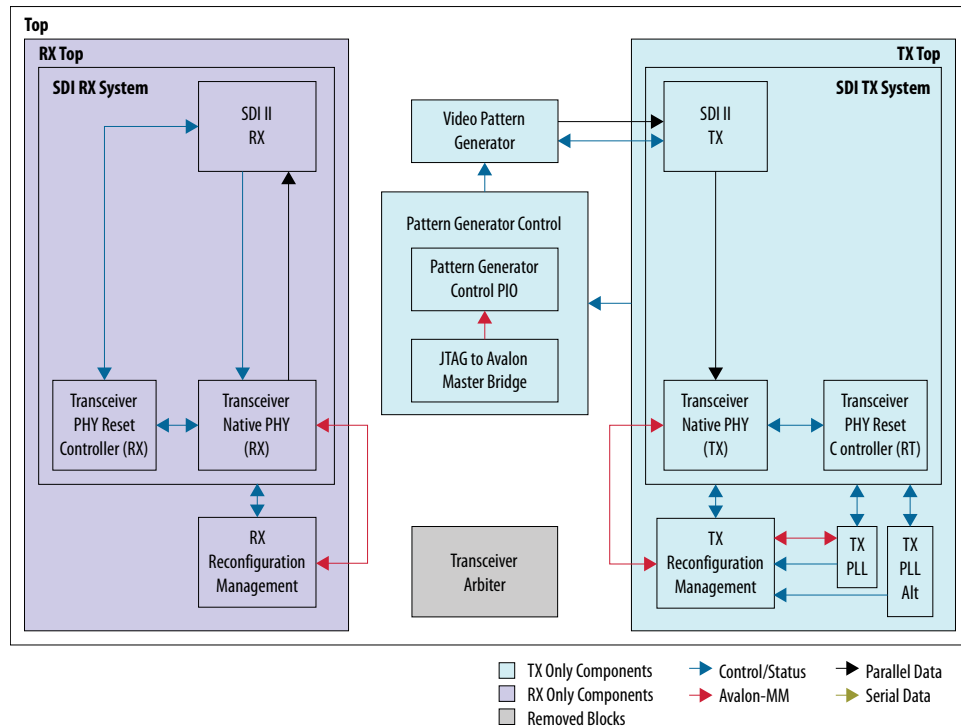 Top
RX Top
SDI RX System
SDI II
RX
Transceiver
PHY Reset
Controller (RX)
Transceiver
Native PHY
(RX)
RX
Reconfiguration
Management
Video Pattern
Generator
Pattern Generator Control
Pattern Generator
Control PIO
JTAG to Avalon
Master Bridge
Transceiver
Arbiter
TX Top
SDI TX System
SDI II
TX
Transceiver
Native PHY
(TX)
Transceiver
PHY Reset
C ontroller (RT)
TX
Reconfiguration
Management
TX
PLL
TX
PLL
Alt
TX Only Components
RX Only Components
Removed Blocks
Control/Status
Avalon-MM
Parallel Data
Serial Data